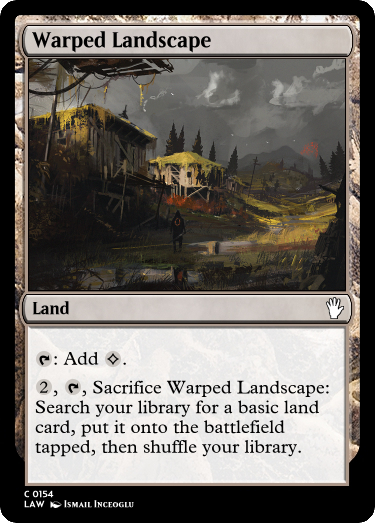 Warped Landscape
Land
: Add .
2, , Sacrifice Warped Landscape:
Search your library for a basic land
card, put it onto the battlefield
tapped, then shuffle your library.
C 0154
LAW Ismail Inceoglu